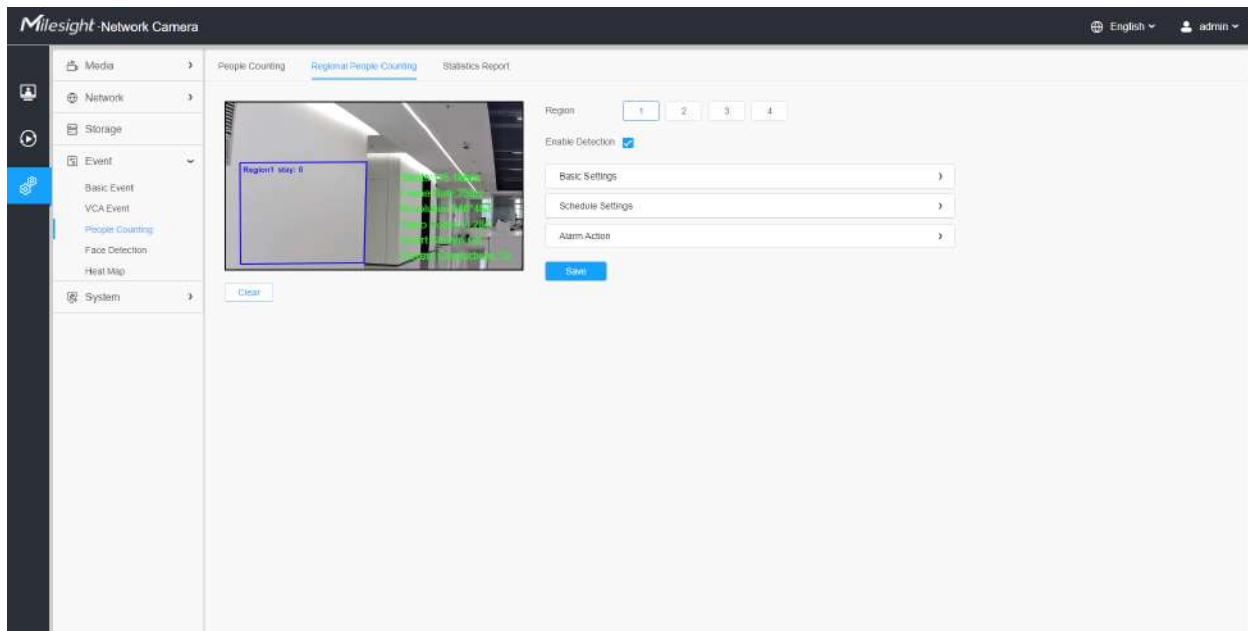 Milesight -Network Camera
English
admin
Media
Network
Storage
Event
Basic Event
VCA Event
People Counting
Face Detection
Heat Map
System
People Counting
Regional People Counting
Statistics Report
Region1 stay: 0
Clear
Region 1 2 3 4
Enable Detection
Basic Settings
Schedule Settings
Alarm Action
Save